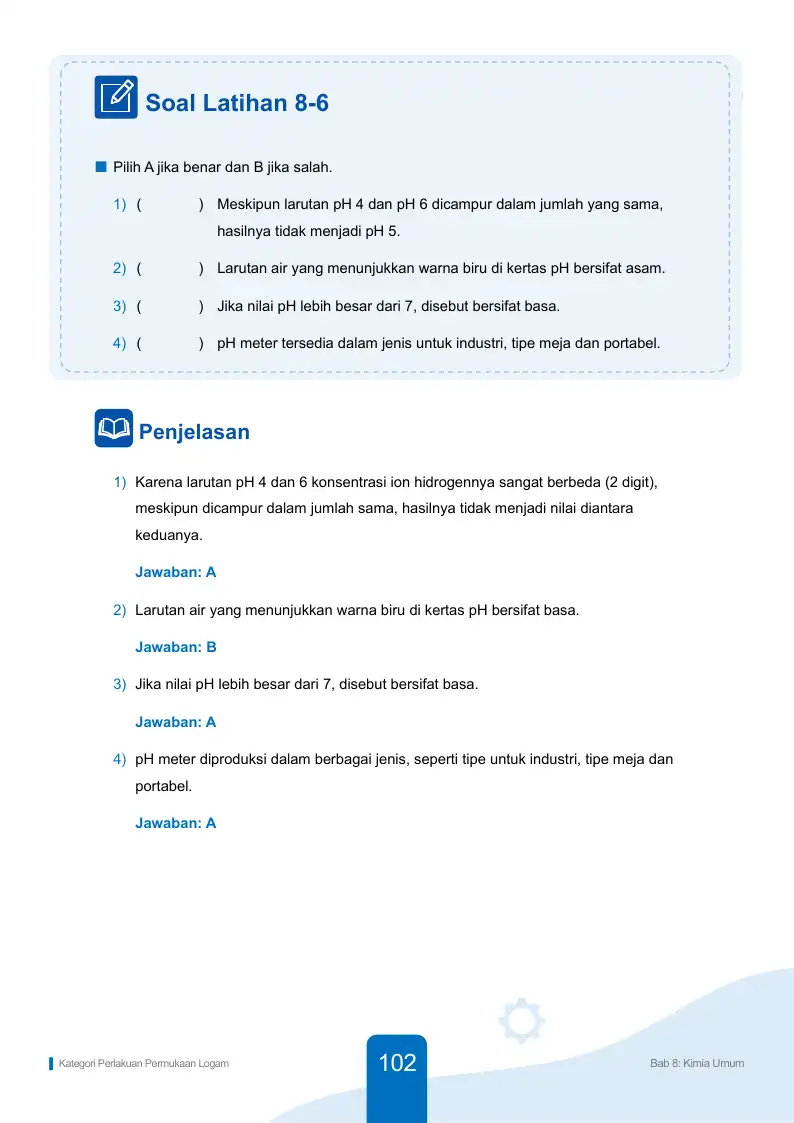 Soal Latihan 8-6
Pilih A jika benar dan B jika salah.
1) ( ) Meskipun larutan pH 4 dan pH 6 dicampur dalam jumlah yang sama,
hasilnya tidak menjadi pH 5.
2) ( ) Larutan air yang menunjukkan warna biru di kertas pH bersifat asam.
3) ( ) Jika nilai pH lebih besar dari 7, disebut bersifat basa.
4) ( ) pH meter tersedia dalam jenis untuk industri, tipe meja dan portabel.
Penjelasan
1) Karena larutan pH 4 dan 6 konsentrasi ion hidrogennya sangat berbeda (2 digit),
meskipun dicampur dalam jumlah sama, hasilnya tidak menjadi nilai diantara
keduanya.
Jawaban: A
2) Larutan air yang menunjukkan warna biru di kertas pH bersifat basa.
Jawaban: B
3) Jika nilai pH lebih besar dari 7, disebut bersifat basa.
Jawaban: A
4) pH meter diproduksi dalam berbagai jenis, seperti tipe untuk industri, tipe meja dan
portabel.
Jawaban: A
Kategori Perlakuan Permukaan Logam
102
Bab 8: Kimia Umum